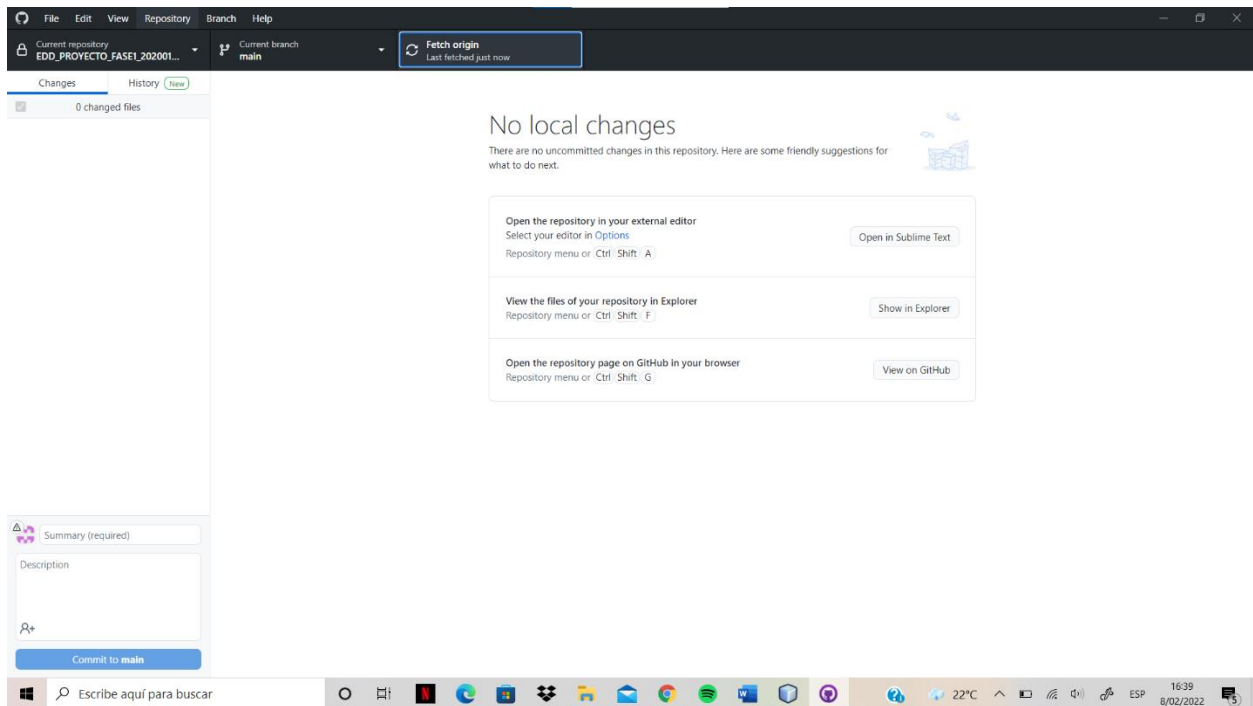 File Edit View Repository Branch Help
Current repository
EDD_PROYECTO_FASE1_202001...
Current branch
main
Fetch origin
Last fetched just now
Changes History New
0 changed files
No local changes
There are no uncommitted changes in this repository. Here are some friendly suggestions for
what to do next.
Open the repository in your external editor
Select your editor in Options
Repository menu or Ctrl Shift A
Open in Sublime Text
View the files of your repository in Explorer
Repository menu or Ctrl Shift F
Show in Explorer
Open the repository page on GitHub in your browser
Repository menu or Ctrl Shift G
View on GitHub
Summary (required)
Description
Commit to main
Escribe aquí para buscar
N
W
22°C
ESP
16:39
8/02/2022
5